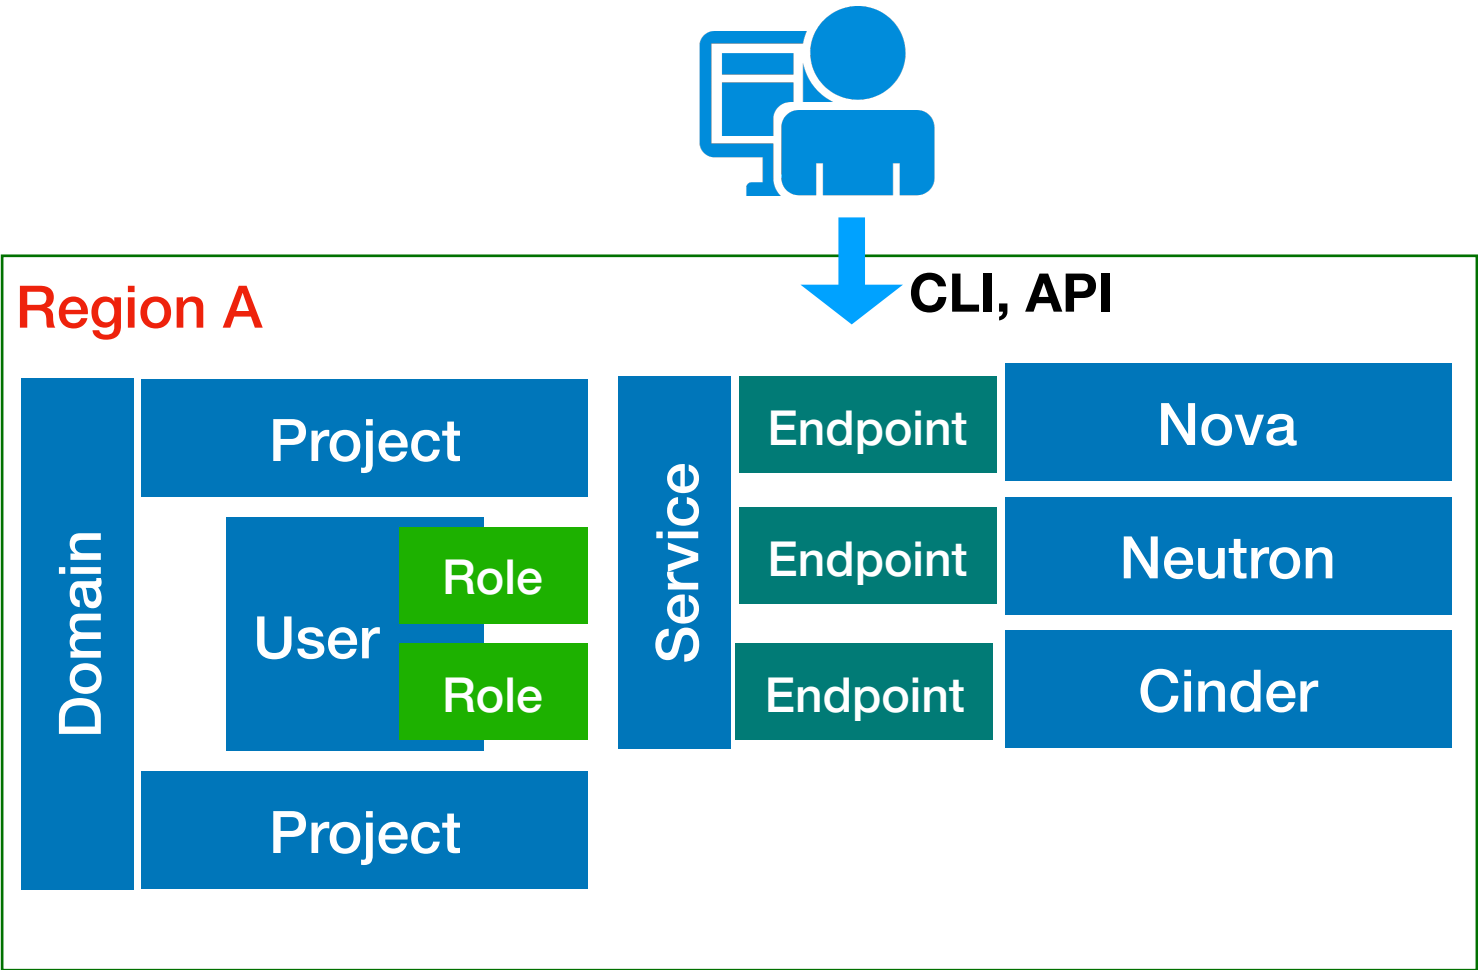 CLI, API
Region A
Domain
Project
User
Role
Role
Project
Service
Endpoint
Nova
Endpoint
Neutron
Endpoint
Cinder